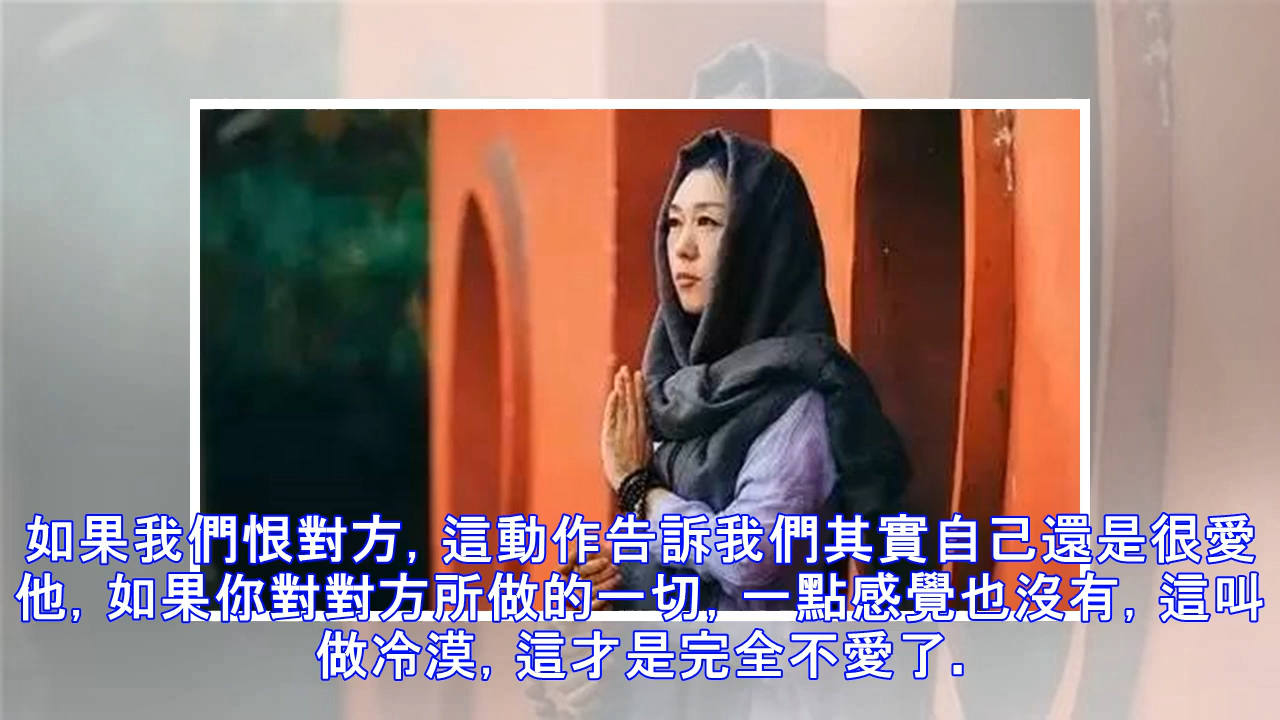 如果我們恨對方, 這動作告訴我們其實自己還是很愛
他, 如果你對對方所做的一切, 一點感覺也沒有, 這叫
做冷漠, 這才是完全不愛了.